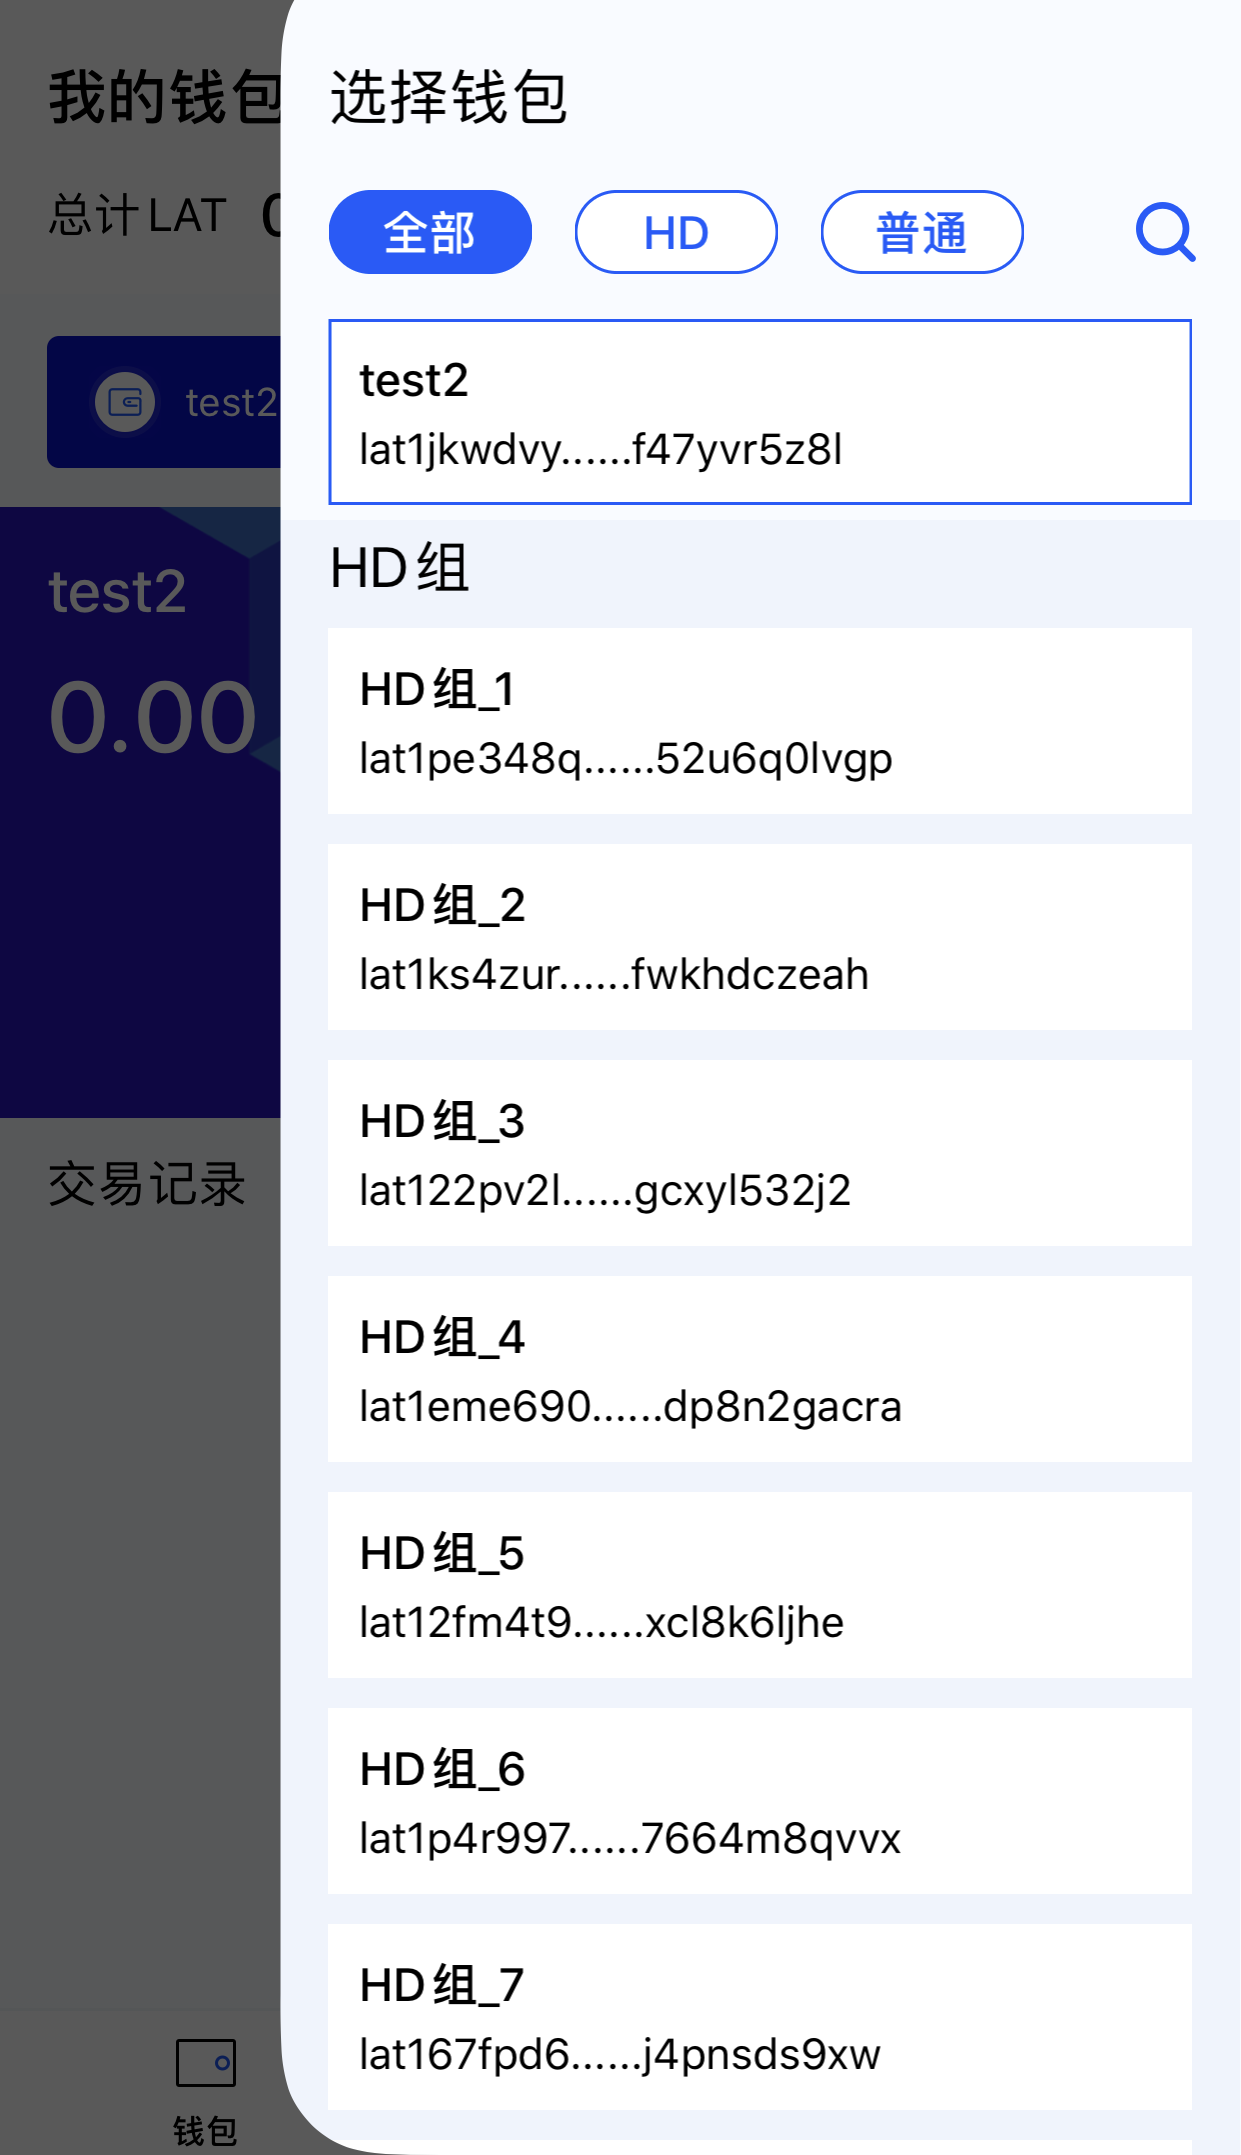 我的钱包
总计LAT
test2
test2
0.00
交易记录
钱包
选择钱包
全部
HD
普通
test2
lat1jkwdvy......f47yvr5z8l
HD组
HD组_1
lat1pe348q......52u6q0lvgp
HD组_2
lat1ks4zur......fwkhdczeah
HD组_3
lat122pv2l......gcxyl532j2
HD组_4
lat1eme690......dp8n2gacra
HD组_5
lat12fm4t9......xcl8k6ljhe
HD组_6
lat1p4r997......7664m8qvvx
HD组_7
lat167fpd6......j4pnsds9xw